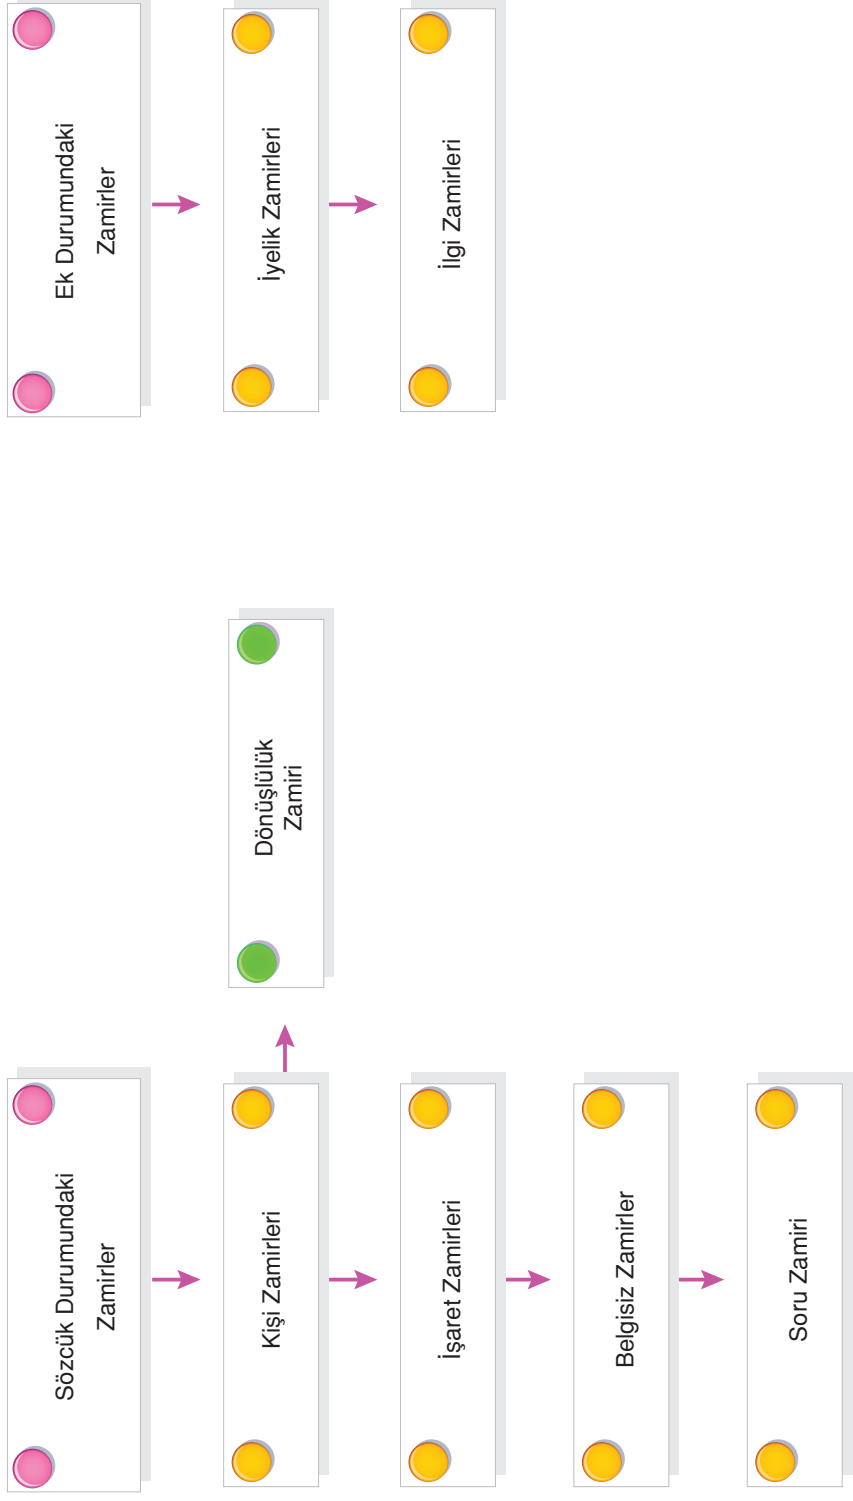 Sözcük Durumundaki
Zamirler
Kişi Zamirleri
Dönüşlülük
Zamiri
İşaret Zamirleri
Belgisiz Zamirler
Soru Zamiri
Ek Durumundaki
Zamirler
İyelik Zamirleri
İlgi Zamirleri